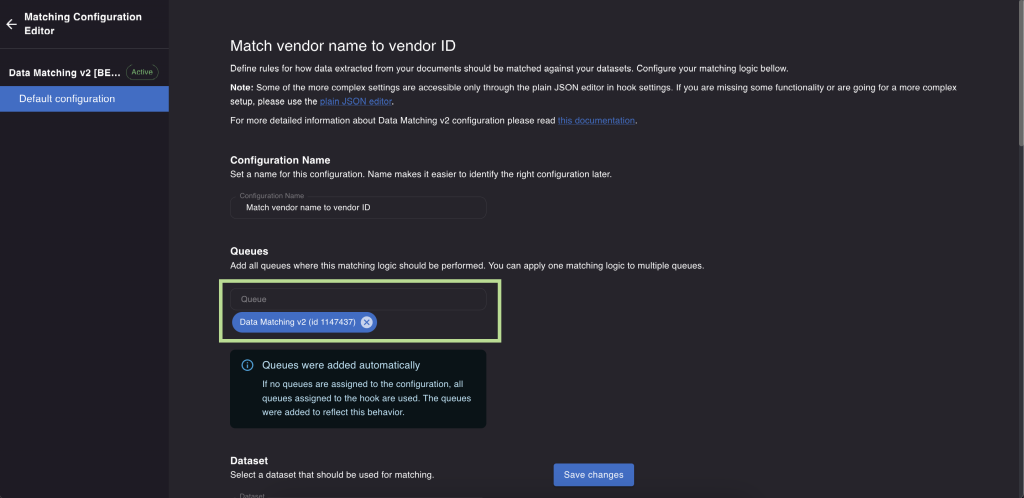 Matching Configuration
Editor
Data Matching v2 [BE...
Active
Default configuration
Match vendor name to vendor ID
Define rules for how data extracted from your documents should be matched against your datasets. Configure your matching logic bellow.
Note: Some of the more complex settings are accessible only through the plain JSON editor in hook settings. If you are missing some functionality or are going for a more complex
setup, please use the plain JSON editor.
For more detailed information about Data Matching v2 configuration please read this documentation.
Configuration Name
Set a name for this configuration. Name makes it easier to identify the right configuration later.
Configuration Name
Match vendor name to vendor ID
Queues
Add all queues where this matching logic should be performed. You can apply one matching logic to multiple queues.
Queue
Data Matching v2 (id 1147437)
Queues were added automatically
If no queues are assigned to the configuration, all
queues assigned to the hook are used. The queues
were added to reflect this behavior.
Dataset
Select a dataset that should be used for matching.
Save changes
Dataset